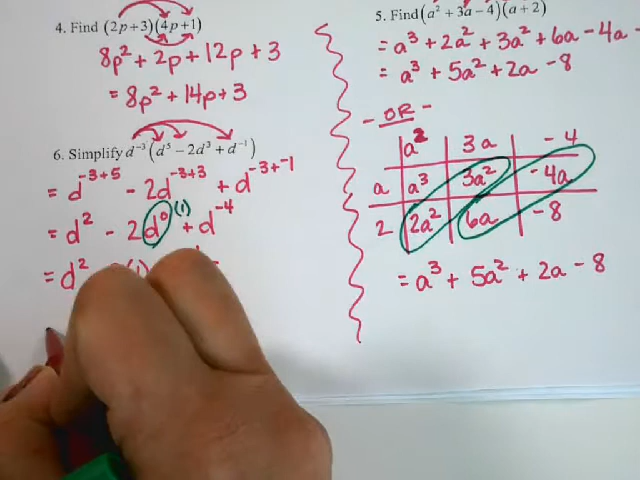 4. Find (2p+3)(4p+1)
8p² + 2p + 12p + 3
= 8p² + 14p + 3
6. Simplify d⁻³(d⁵ − 2d³ + d⁻¹)
= d⁻³⁺⁵ − 2d⁻³⁺³ + d⁻³⁺⁻¹
= d² − 2d⁰ (1) + d⁻⁴
= d²
5. Find (a² + 3a − 4)(a + 2)
= a³ + 2a² + 3a² + 6a − 4a −
= a³ + 5a² + 2a − 8
- OR -
a² 3a -4
a a³ 3a² -4a
2 2a² 6a -8
= a³ + 5a² + 2a − 8